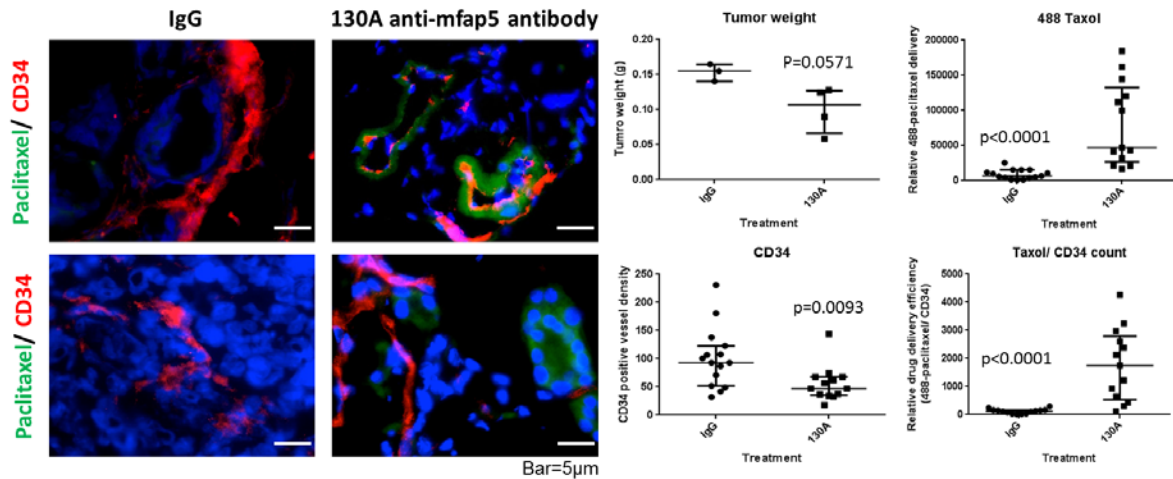 IgG
130A anti-mfap5 antibody
Paclitaxel/ CD34
Paclitaxel/ CD34
Bar=5µm
Tumor weight
Tumro weight (g)
0.20
0.15
0.10
0.05
0.00
P=0.0571
IgG
130A
Treatment
488 Taxol
Relative 488-paclitaxel delivery
200000
150000
100000
50000
0
p<0.0001
IgG
130A
Treatment
CD34
CD34 positive vessel density
250
200
150
100
50
0
p=0.0093
IgG
130A
Treatment
Taxol/ CD34 count
Relative drug delivery efficiency
(488-paclitaxel/ CD34)
5000
4000
3000
2000
1000
0
p<0.0001
IgG
130A
Treatment